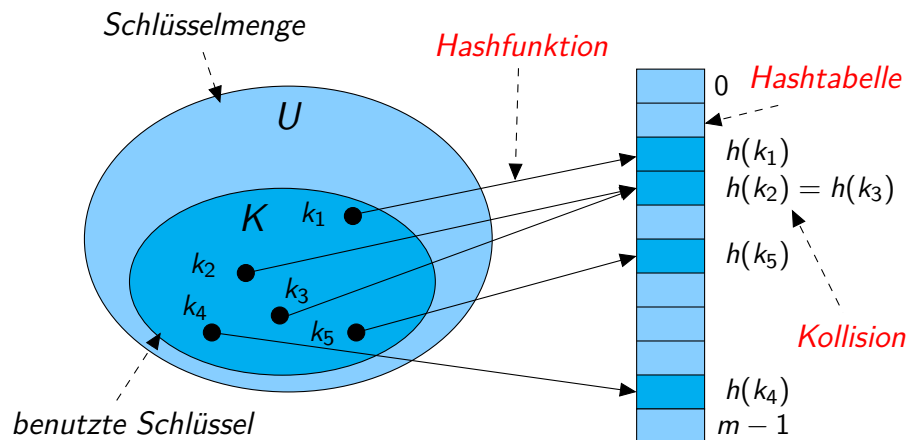 Schlüsselmenge
Hashfunktion
U
0
Hashtabelle
h(k₁)
h(k₂) = h(k₃)
K
k₁
k₂
h(k₅)
k₃
k₄
k₅
Kollision
h(k₄)
benutzte Schlüssel
m − 1